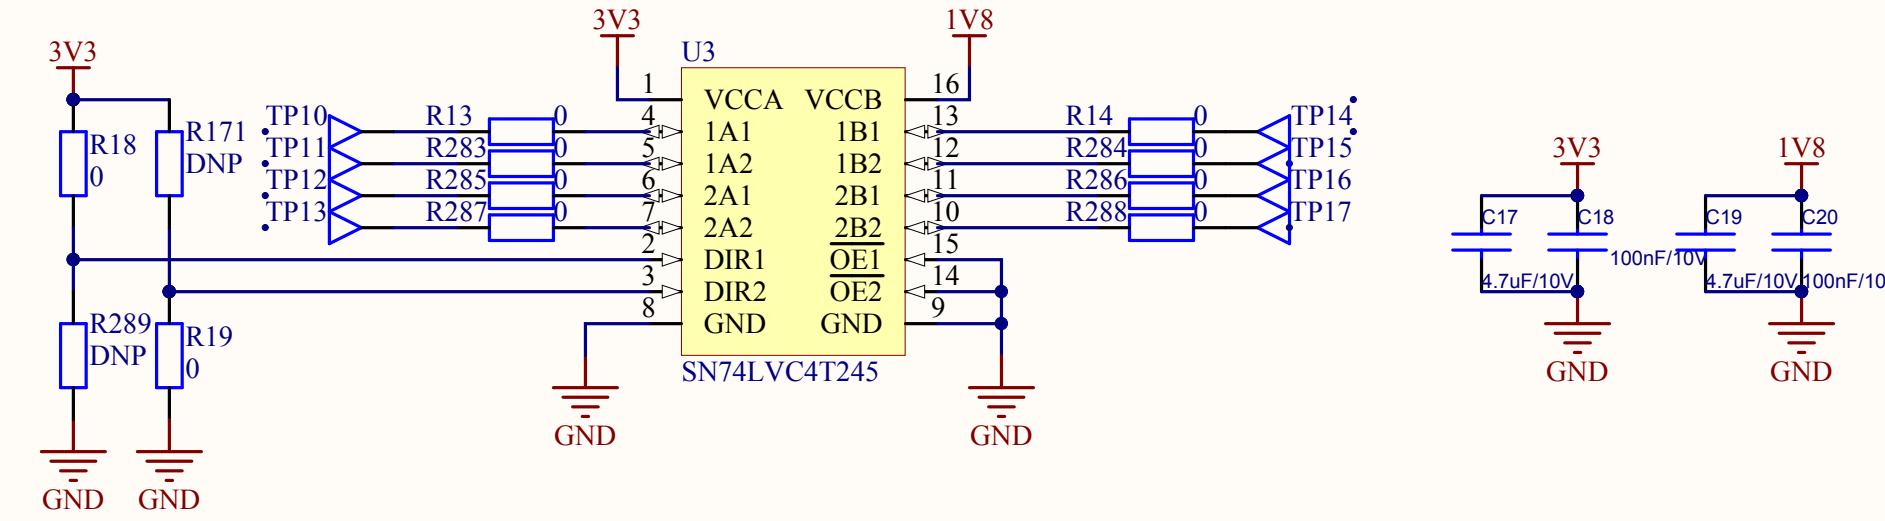 3V3
R18
0
R171
DNP
R289
DNP
R19
0
GND
GND
TP10
TP11
TP12
TP13
R13
0
R283
0
R285
0
R287
0
3V3
1V8
U3
1
VCCA
VCCB
16
4
1A1
1B1
13
5
1A2
1B2
12
6
2A1
2B1
11
7
2A2
2B2
10
2
DIR1
OE1
15
3
DIR2
OE2
14
8
GND
GND
9
SN74LVC4T245
GND
GND
R14
0
R284
0
R286
0
R288
0
TP14
TP15
TP16
TP17
3V3
C17
C18
4.7uF/10V
100nF/10V
GND
1V8
C19
C20
4.7uF/10V
100nF/10
GND